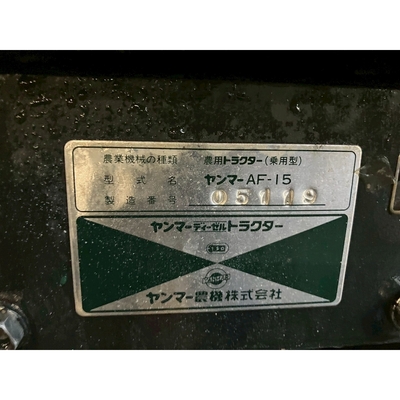 農業機械の種類 農用トラクター(乗用型)
型式名 ヤンマー AF-15
製造番号 05119
ヤンマーディーゼルトラクター
ヤンマー農機株式会社